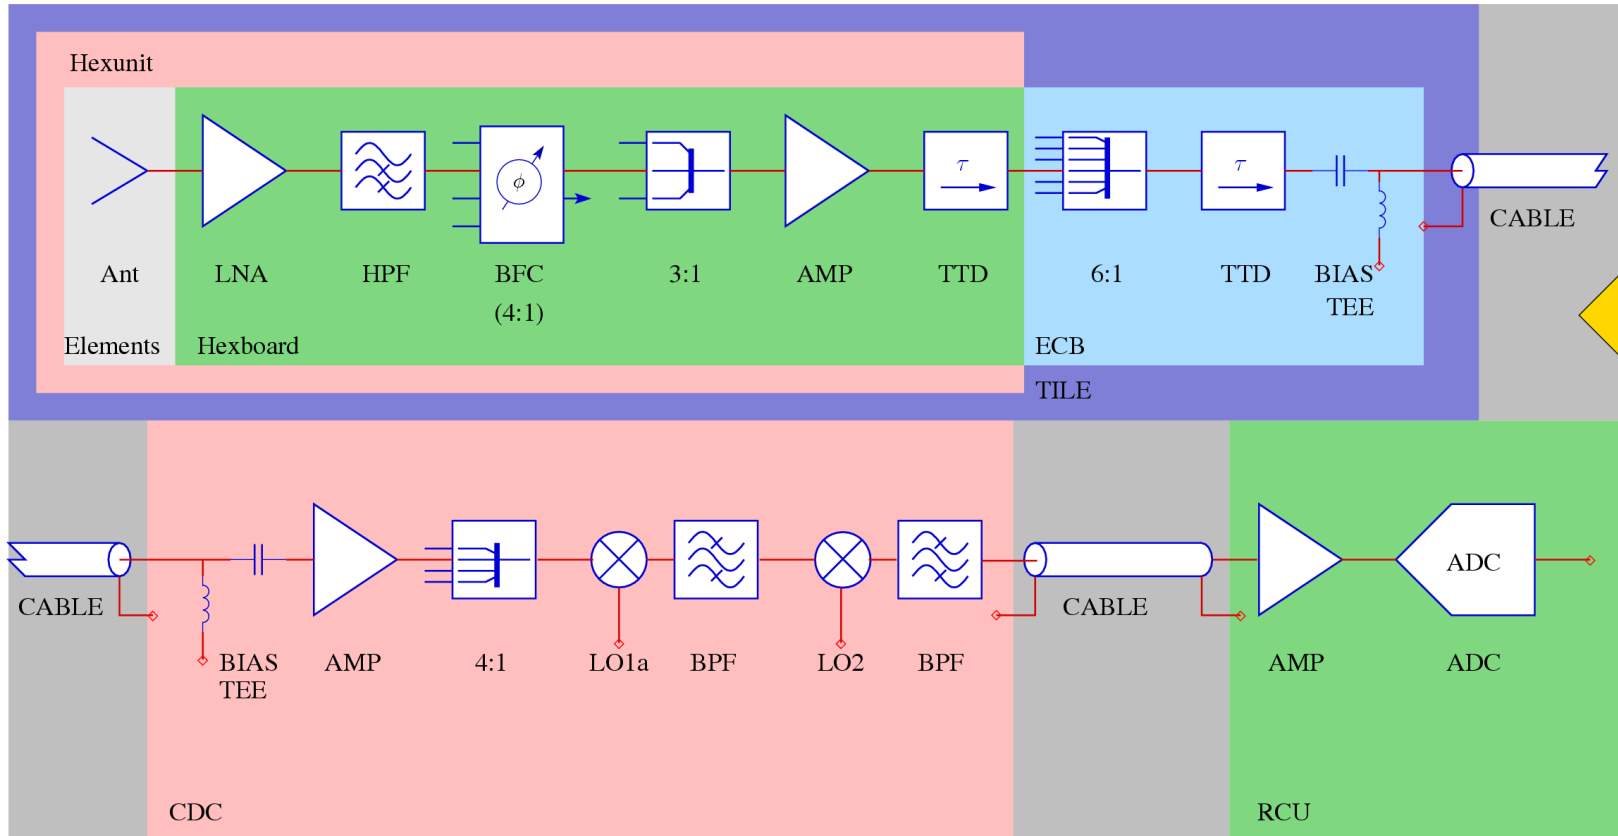 Hexunit
ϕ
τ
τ
CABLE
Ant
LNA
HPF
BFC
3:1
AMP
TTD
6:1
TTD
BIAS
(4:1)
TEE
Elements
Hexboard
ECB
TILE
ADC
CABLE
CABLE
BIAS
AMP
4:1
LO1a
BPF
LO2
BPF
AMP
ADC
TEE
CDC
RCU